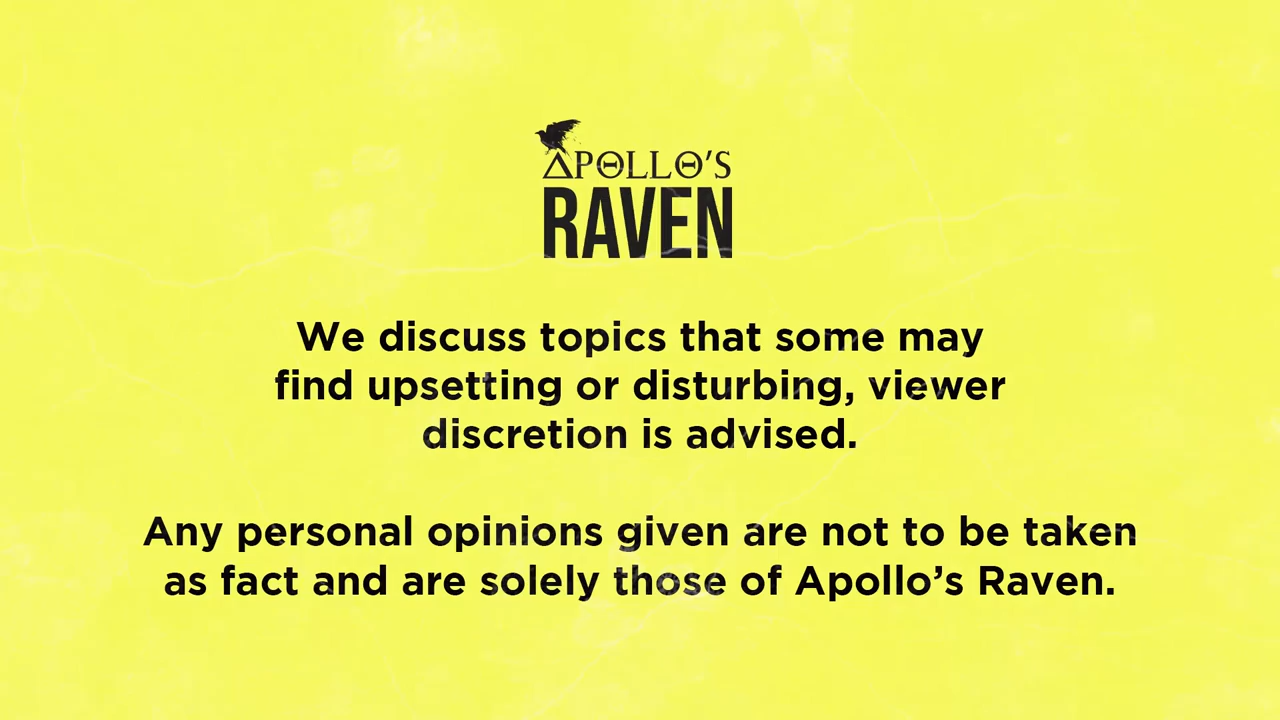 APOLLO'S
RAVEN
We discuss topics that some may
find upsetting or disturbing, viewer
discretion is advised.
Any personal opinions given are not to be taken
as fact and are solely those of Apollo’s Raven.